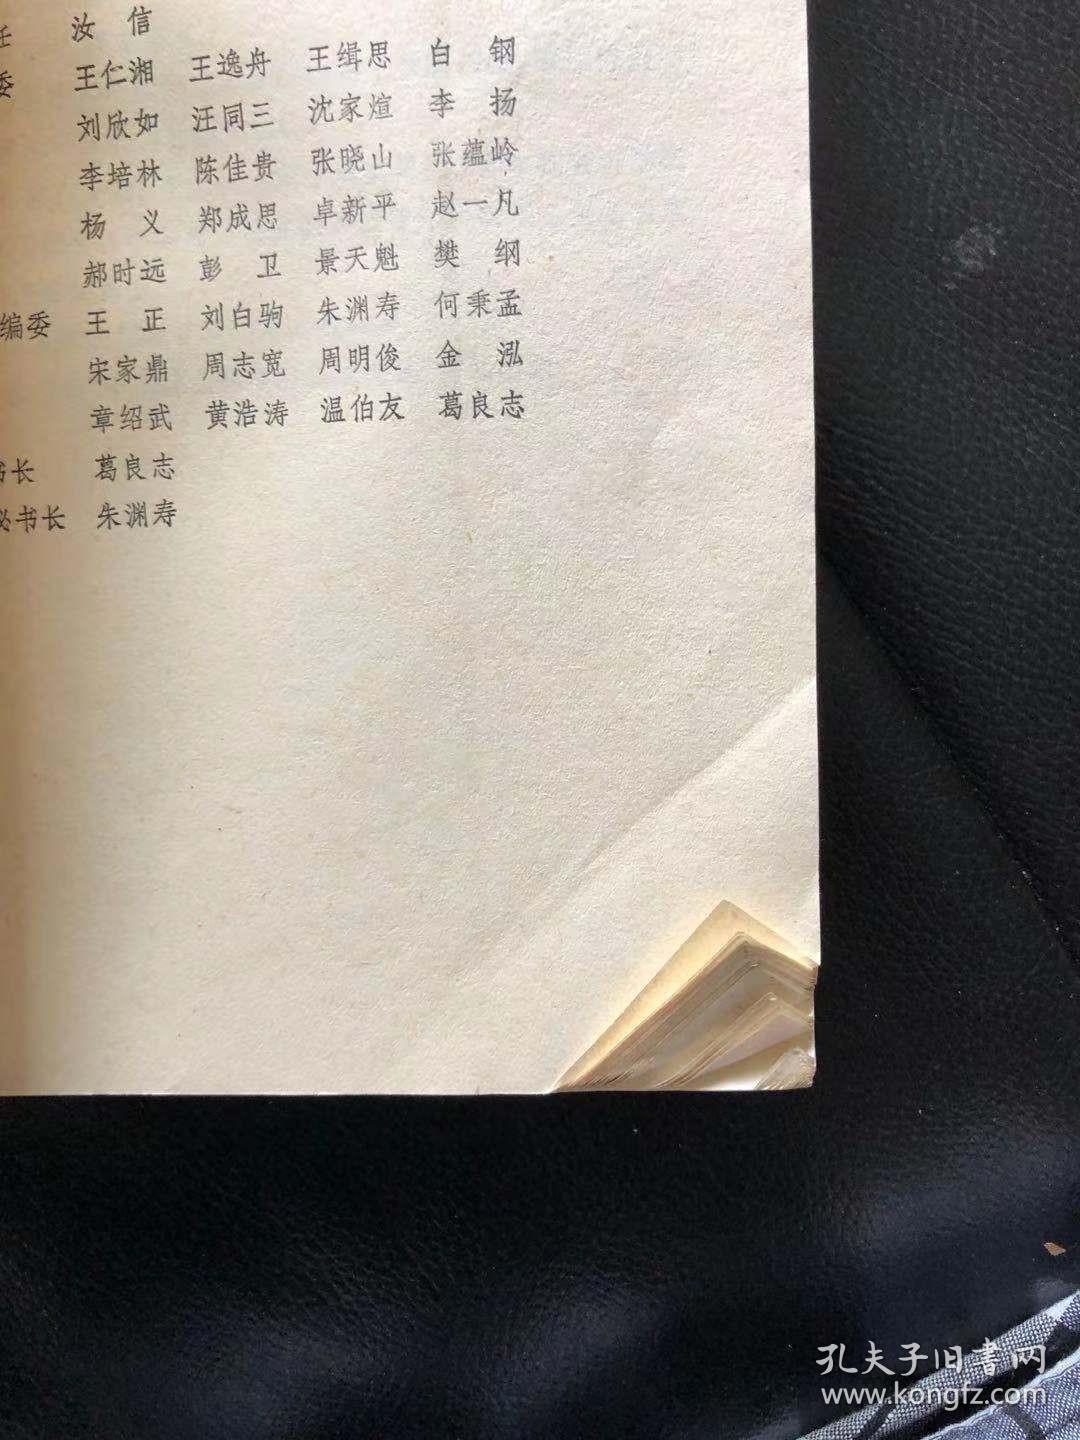 任 汝 信
委 王仁湘 王逸舟 王缉思 白 钢
刘欣如 汪同三 沈家煊 李 扬
李培林 陈佳贵 张晓山 张蕴岭
杨 义 郑成思 卓新平 赵一凡
郝时远 彭 卫 景天魁 樊 纲
编委 王 正 刘白驹 朱渊寿 何秉孟
宋家鼎 周志宽 周明俊 金 泓
章绍武 黄浩涛 温伯友 葛良志
书长 葛良志
秘书长 朱渊寿
孔夫子旧书网
www.kongfz.com